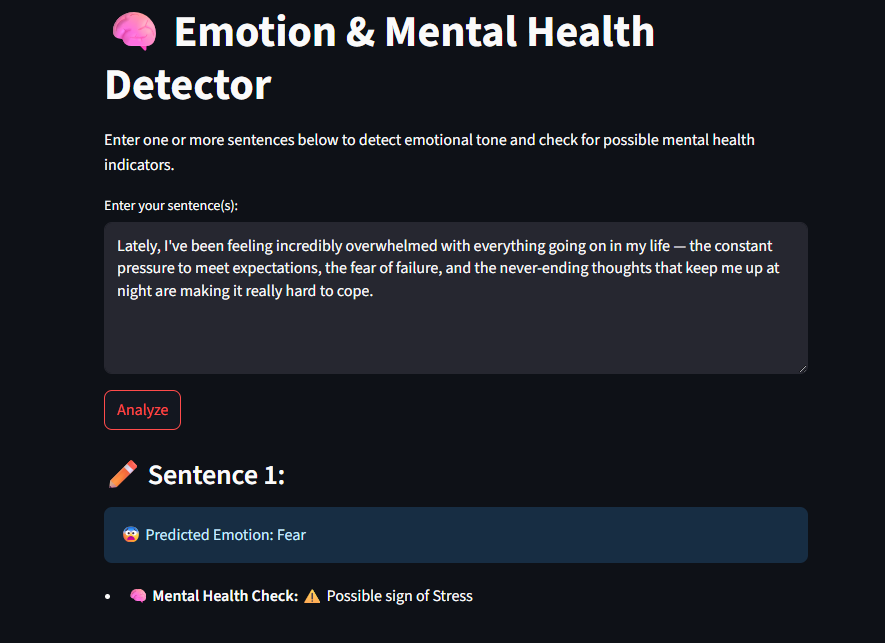 🧠 Emotion & Mental Health
Detector
Enter one or more sentences below to detect emotional tone and check for possible mental health
indicators.
Enter your sentence(s):
Lately, I've been feeling incredibly overwhelmed with everything going on in my life — the constant
pressure to meet expectations, the fear of failure, and the never-ending thoughts that keep me up at
night are making it really hard to cope.
Analyze
✏️ Sentence 1:
😨 Predicted Emotion: Fear
• 🧠 Mental Health Check: ⚠️ Possible sign of Stress